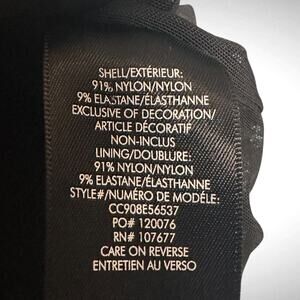 SHELL/EXTÉRIEUR:
91% NYLON/NYLON
9% ELASTANE/ÉLASTHANNE
EXCLUSIVE OF DECORATION/
ARTICLE DÉCORATIF
NON-INCLUS
LINING/DOUBLURE:
91% NYLON/NYLON
9% ELASTANE/ÉLASTHANNE
STYLE#/NUMÉRO DE MODÈLE:
CC908E56537
PO# 120076
RN# 107677
CARE ON REVERSE
ENTRETIEN AU VERSO